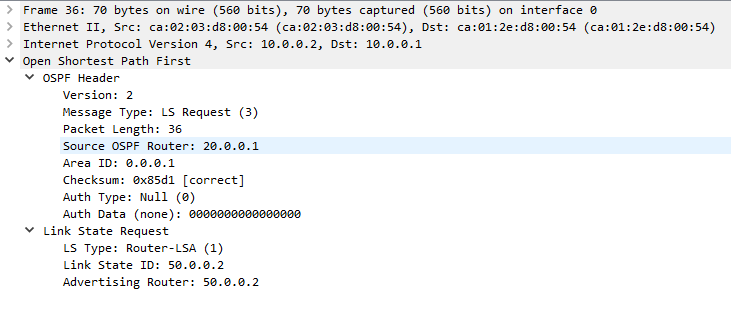 Frame 36: 70 bytes on wire (560 bits), 70 bytes captured (560 bits) on interface 0
Ethernet II, Src: ca:02:03:d8:00:54 (ca:02:03:d8:00:54), Dst: ca:01:2e:d8:00:54 (ca:01:2e:d8:00:54)
Internet Protocol Version 4, Src: 10.0.0.2, Dst: 10.0.0.1
Open Shortest Path First
OSPF Header
Version: 2
Message Type: LS Request (3)
Packet Length: 36
Source OSPF Router: 20.0.0.1
Area ID: 0.0.0.1
Checksum: 0x85d1 [correct]
Auth Type: Null (0)
Auth Data (none): 0000000000000000
Link State Request
LS Type: Router-LSA (1)
Link State ID: 50.0.0.2
Advertising Router: 50.0.0.2